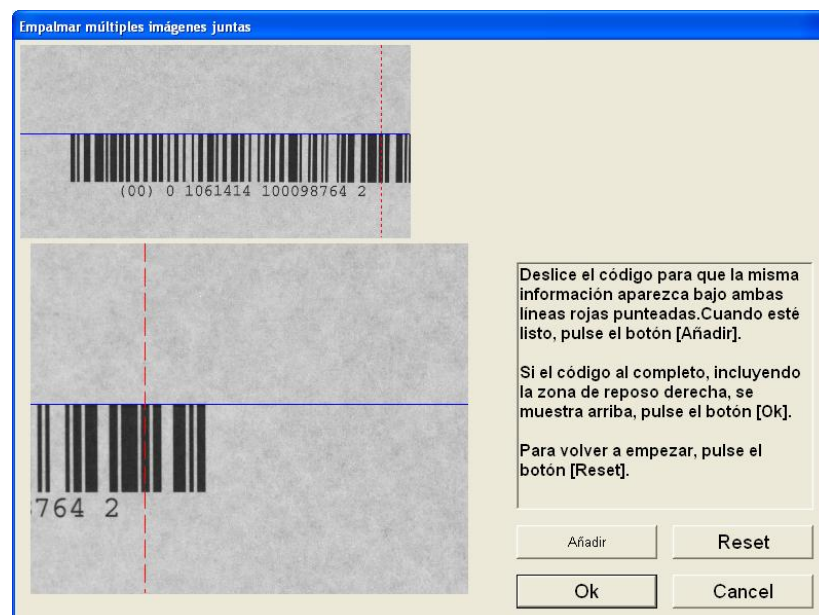 Empalmar múltiples imágenes juntas
(00) 0 1061414 100098764 2
764 2
Deslice el código para que la misma
información aparezca bajo ambas
líneas rojas punteadas.Cuando esté
listo, pulse el botón [Añadir].
Si el código al completo, incluyendo
la zona de reposo derecha, se
muestra arriba, pulse el botón [Ok].
Para volver a empezar, pulse el
botón [Reset].
Añadir
Reset
Ok
Cancel